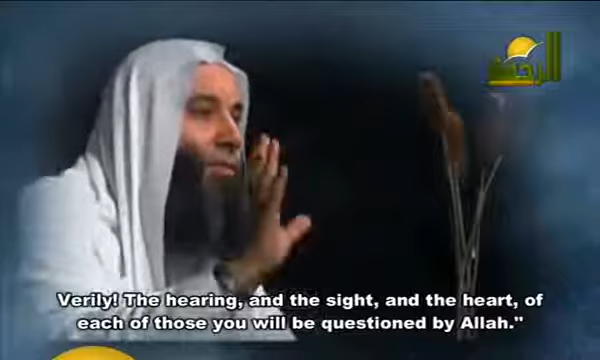 الرحمة
Verily! The hearing, and the sight, and the heart, of
each of those you will be questioned by Allah."